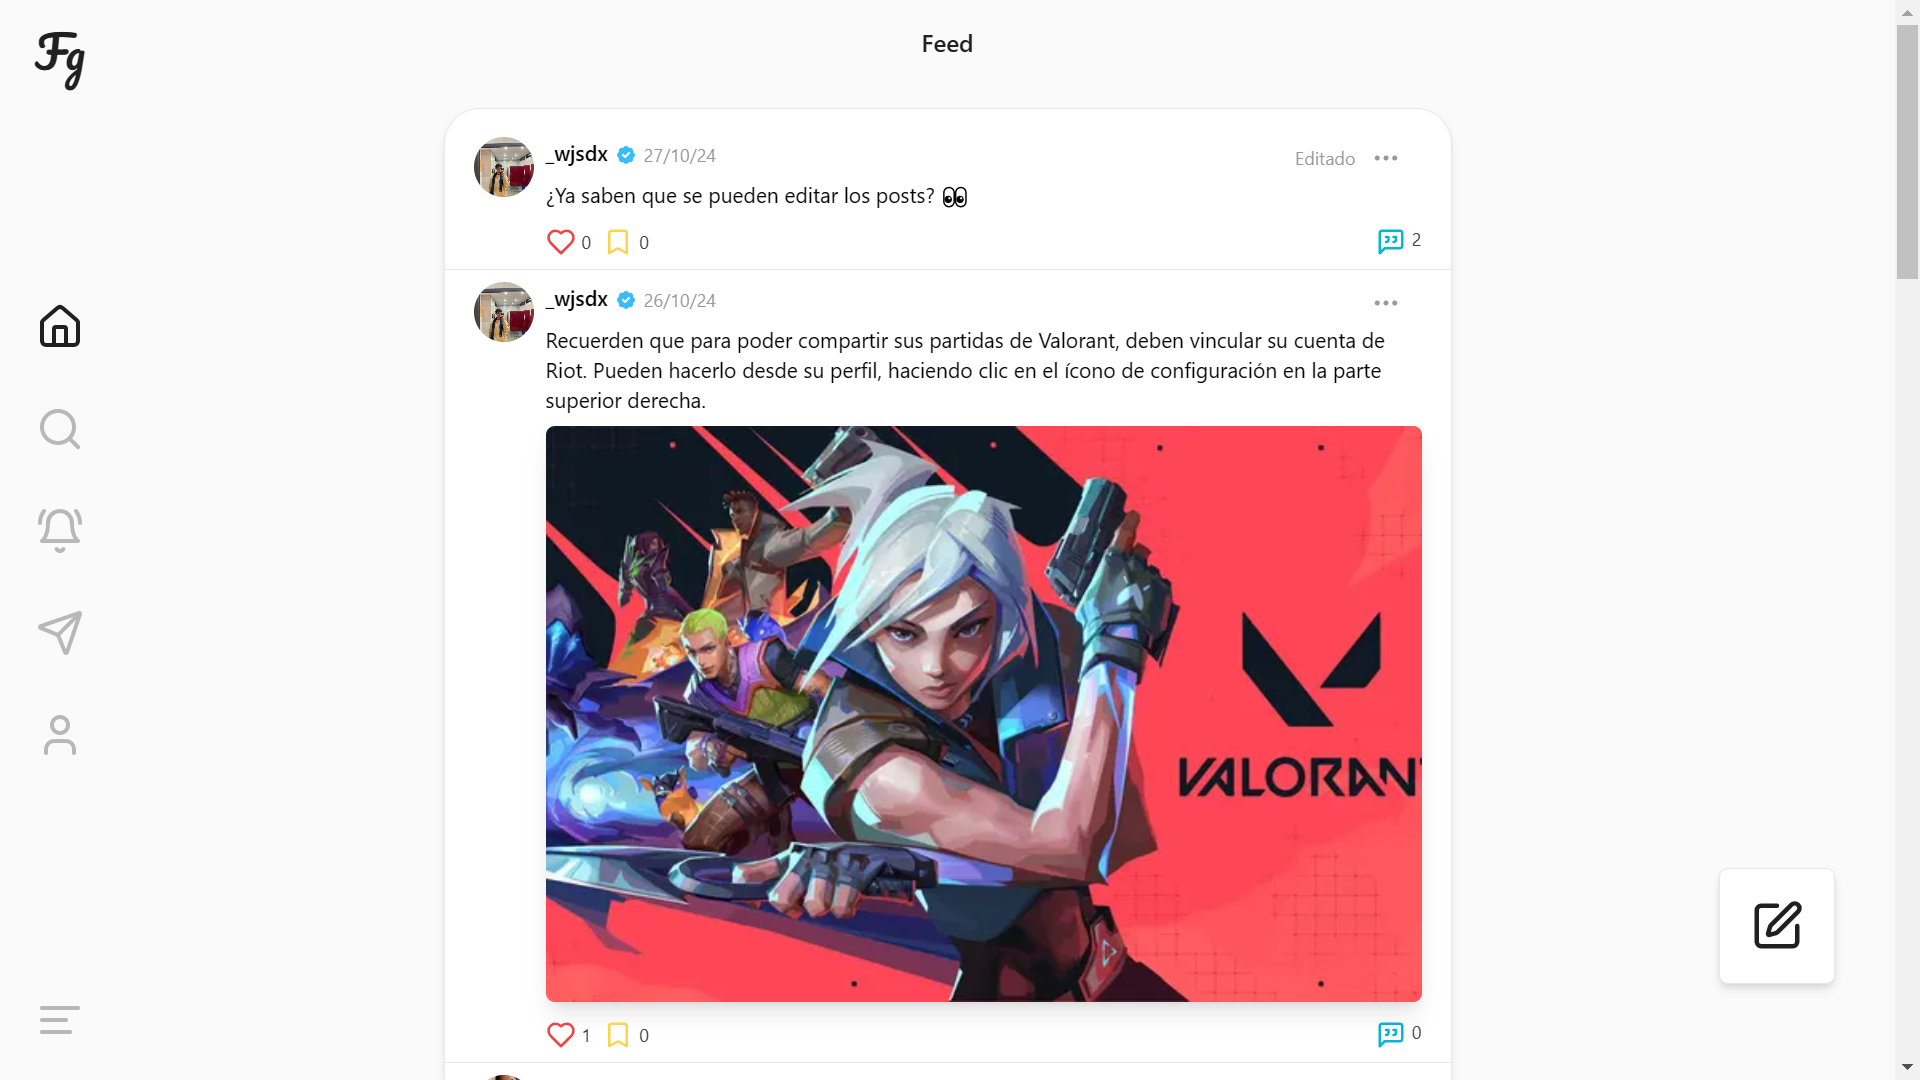 Fg
Feed
_wjsdx 27/10/24
Editado
¿Ya saben que se pueden editar los posts? 👀
0 0 2
_wjsdx 26/10/24
Recuerden que para poder compartir sus partidas de Valorant, deben vincular su cuenta de
Riot. Pueden hacerlo desde su perfil, haciendo clic en el ícono de configuración en la parte
superior derecha.
VALORANT
1 0 0